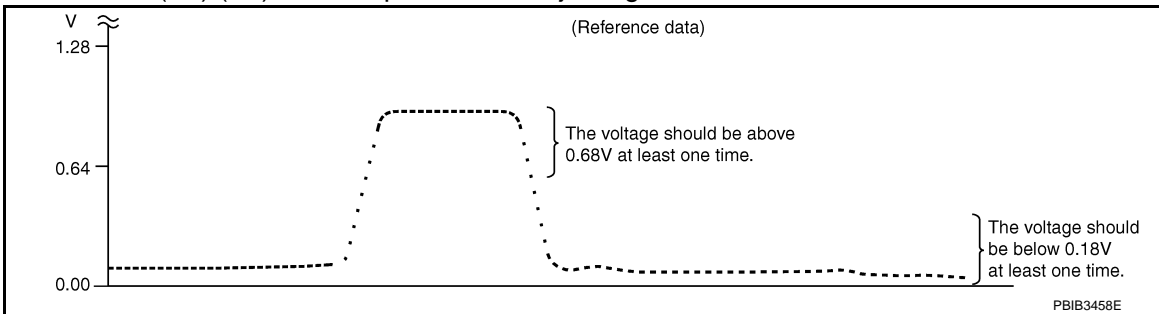 V
(Reference data)
1.28
The voltage should be above
0.68V at least one time.
0.64
The voltage should
be below 0.18V
at least one time.
0.00
PBIB3458E